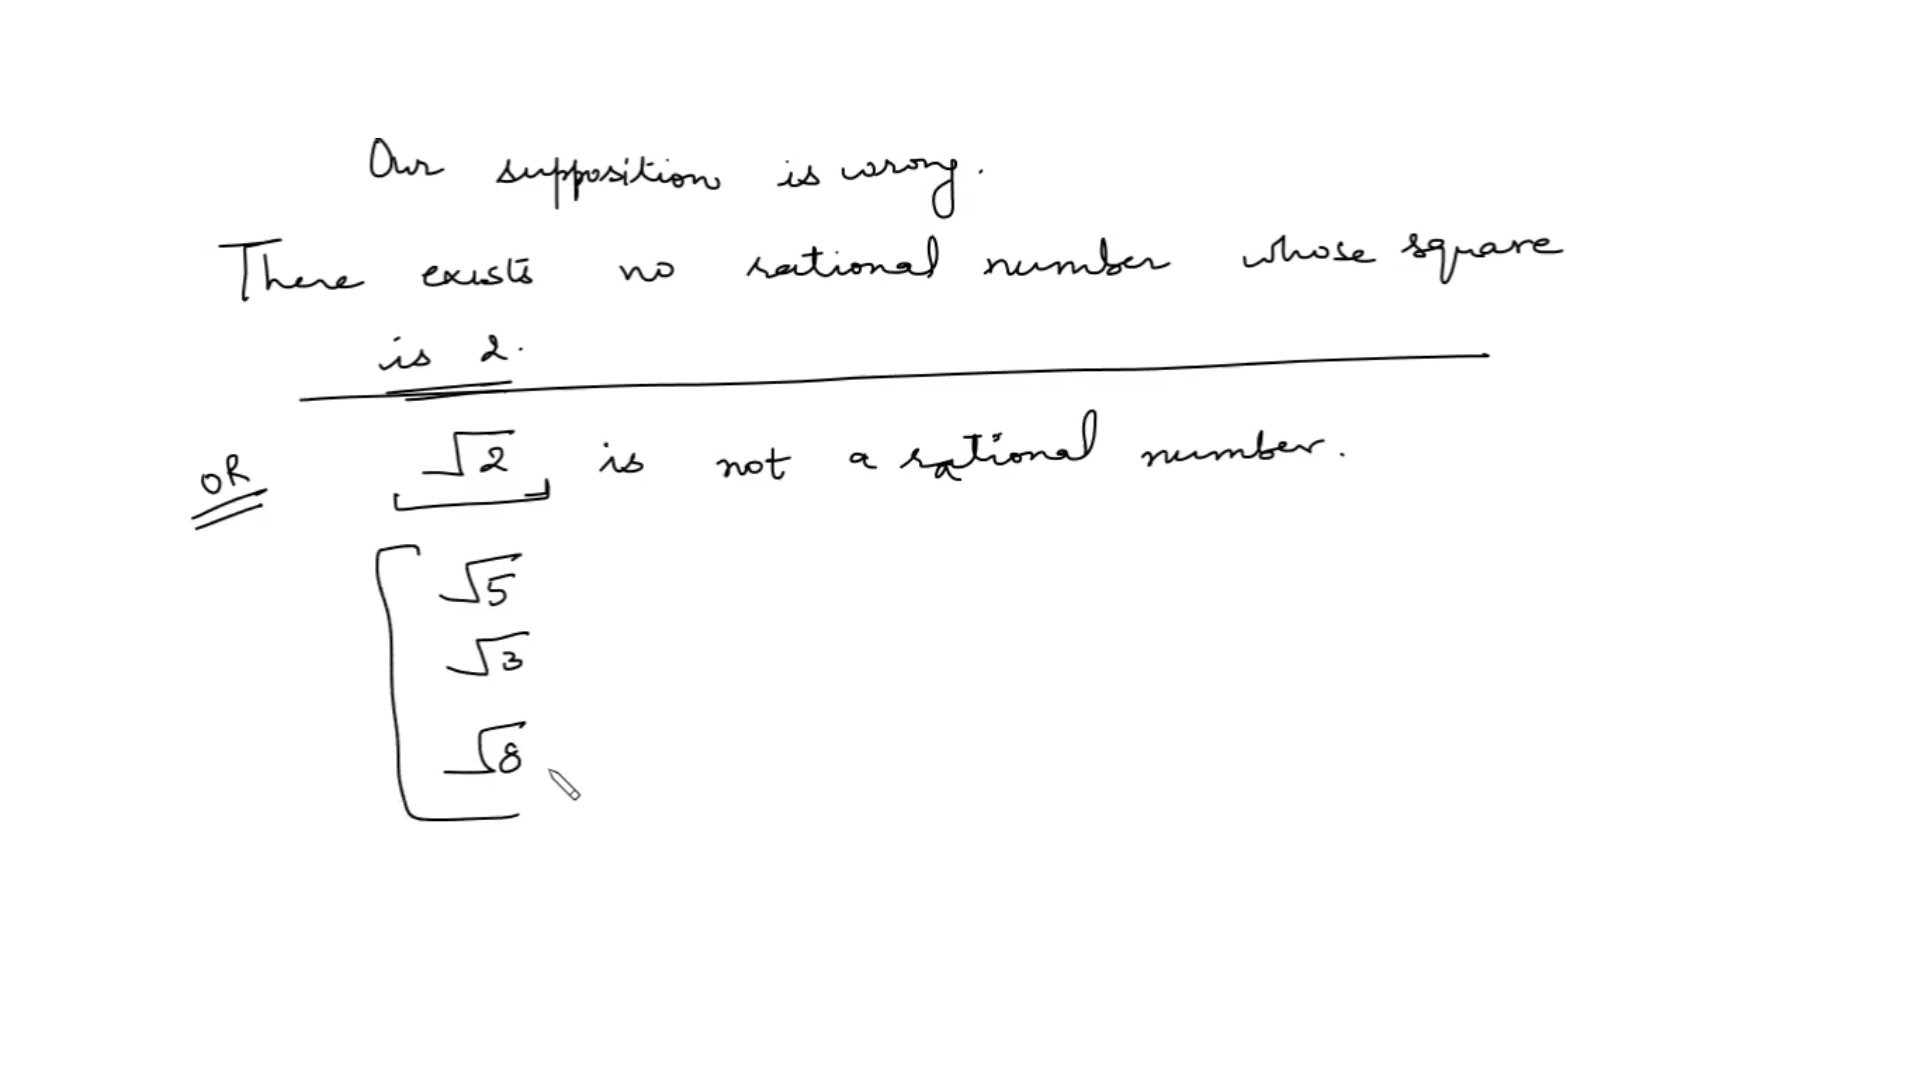 Our supposition is wrong.
There exists no rational number whose square
is 2.
OR √2 is not a rational number.
√5
√3
√8